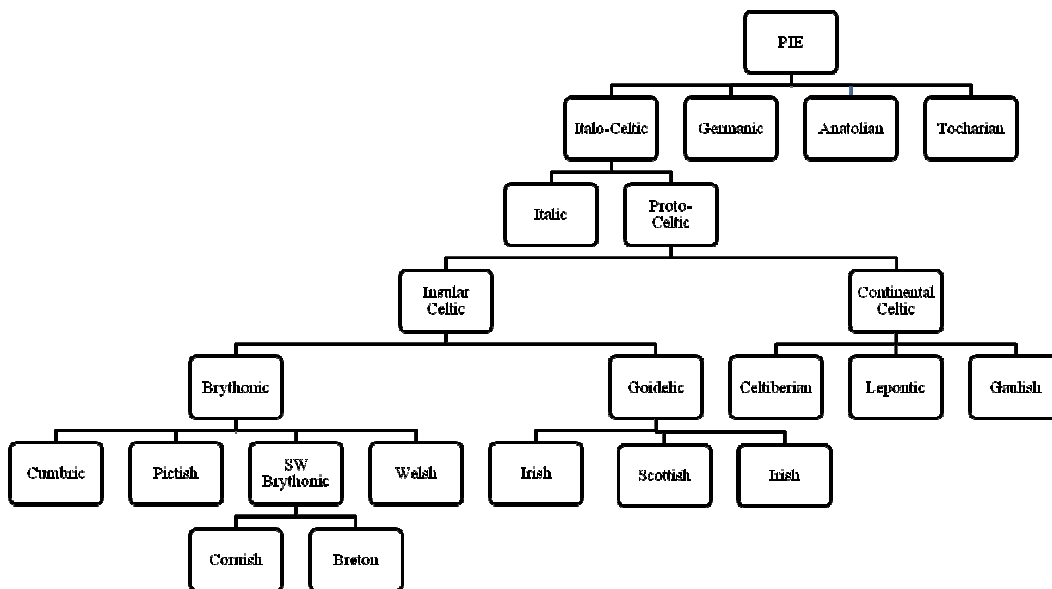 PIE
Italo-Celtic
Germanic
Anatolian
Tocharian
Italic
Proto-
Celtic
Insular
Celtic
Continental
Celtic
Brythonic
Goidelic
Celtiberian
Lepontic
Gaulish
Cumbric
Pictish
SW
Brythonic
Welsh
Irish
Scottish
Irish
Cornish
Breton